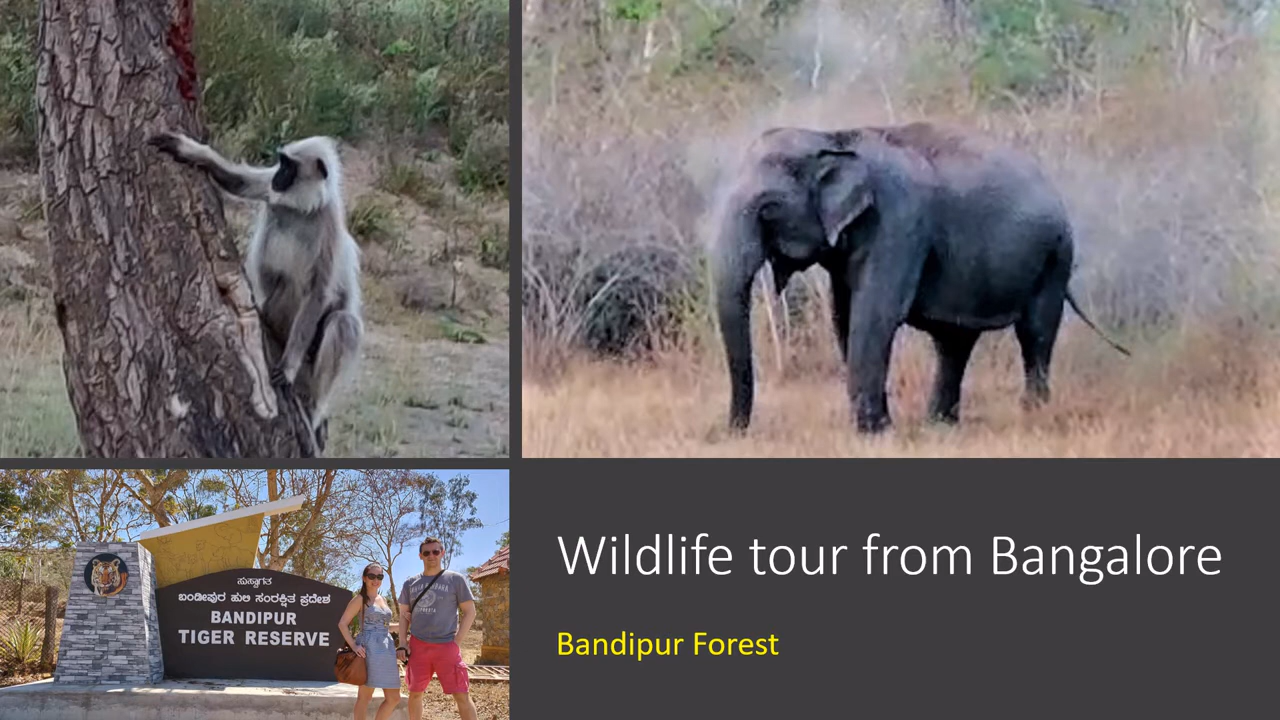 ಸುಸ್ವಾಗತ
ಬಂಡೀಪುರ ಹುಲಿ ಸಂರಕ್ಷಿತ ಪ್ರದೇಶ
BANDIPUR
TIGER RESERVE
Wildlife tour from Bangalore
Bandipur Forest